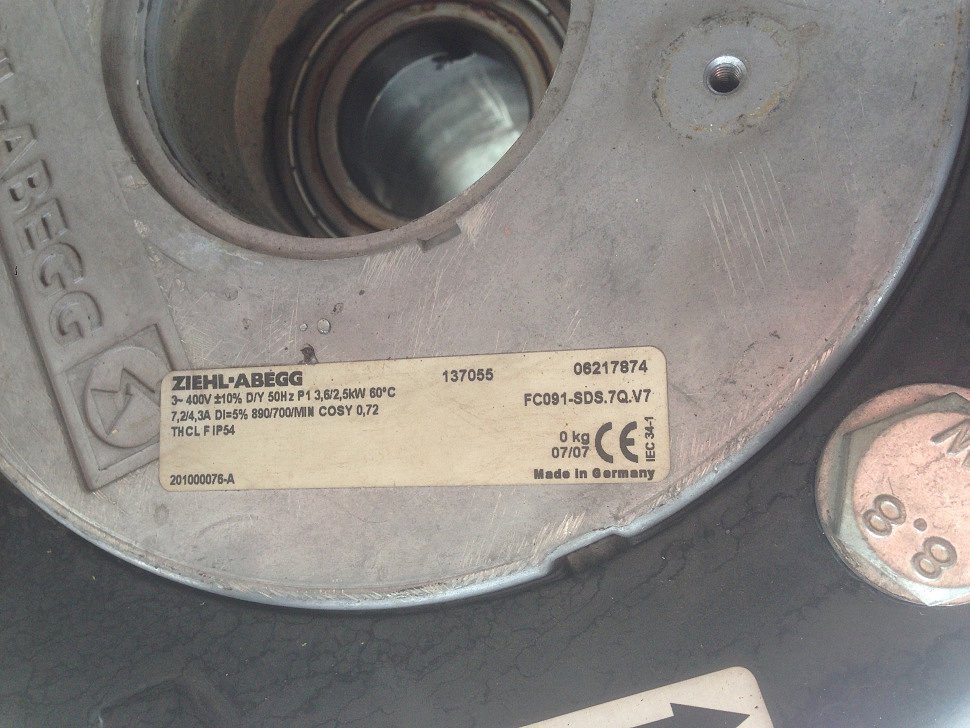 ZIEHL-ABEGG
ZIEHL-ABEGG 137055 06217874
3~ 400V ±10% D/Y 50Hz P1 3,6/2,5kW 60°C FC091-SDS.7Q.V7
7,2/4,3A DI=5% 890/700/MIN COSY 0,72
THCL F IP54
0 kg CE IEC 34-1
07/07
201000076-A Made in Germany
8.8